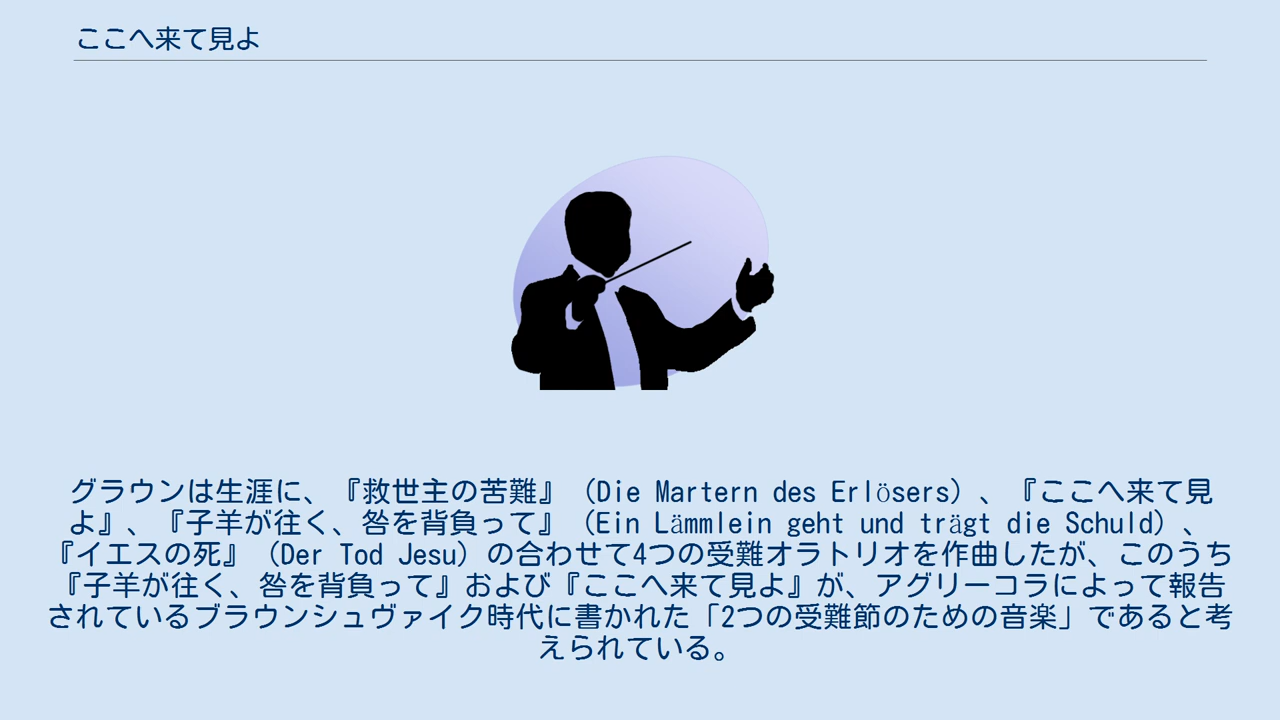 ここへ来て見よ
グラウンは生涯に、『救世主の苦難』（Die Martern des Erlösers）、『ここへ来て見
よ』、『子羊が往く、咎を背負って』（Ein Lämmlein geht und trägt die Schuld）、
『イエスの死』（Der Tod Jesu）の合わせて4つの受難オラトリオを作曲したが、このうち
『子羊が往く、咎を背負って』および『ここへ来て見よ』が、アグリーコラによって報告
されているブラウンシュヴァイク時代に書かれた「2つの受難節のための音楽」であると考
えられている。